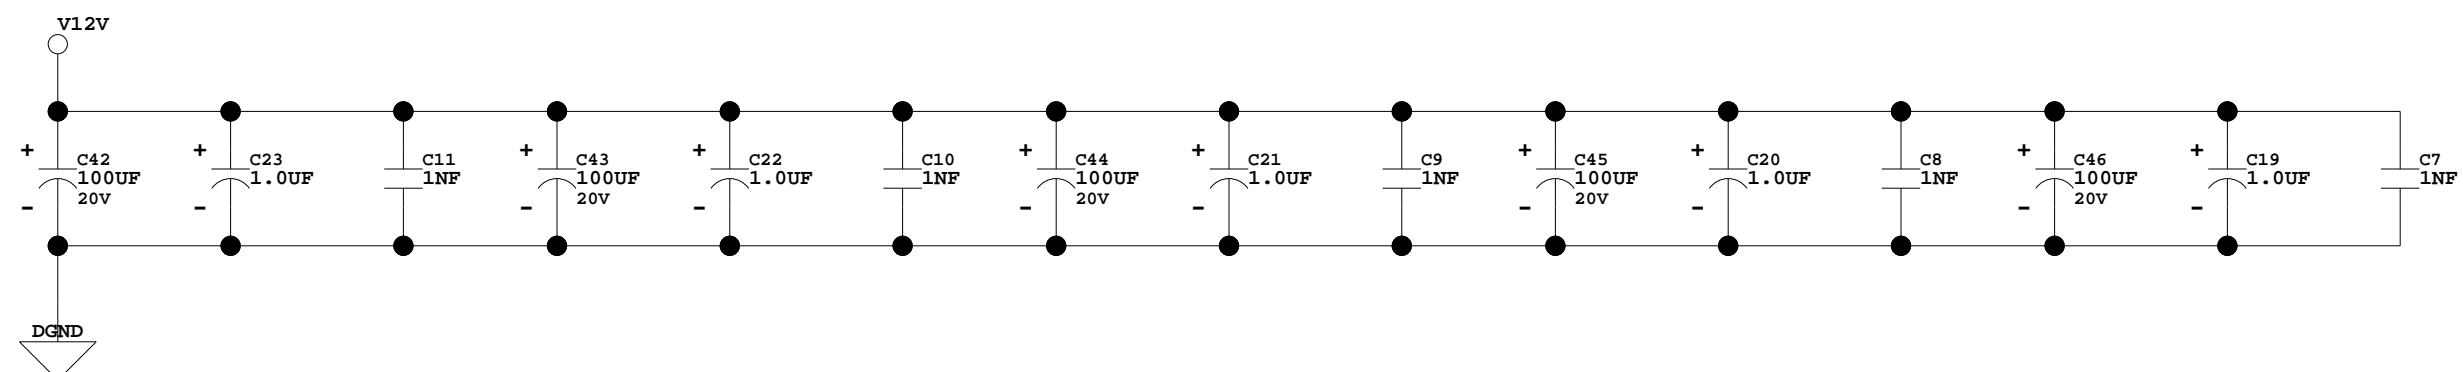 V12V
+ C42
100UF
- 20V
+ C23
1.0UF
-
C11
1NF
+ C43
100UF
- 20V
+ C22
1.0UF
-
C10
1NF
+ C44
100UF
- 20V
+ C21
1.0UF
-
C9
1NF
+ C45
100UF
- 20V
+ C20
1.0UF
-
C8
1NF
+ C46
100UF
- 20V
+ C19
1.0UF
-
C7
1NF
DGND